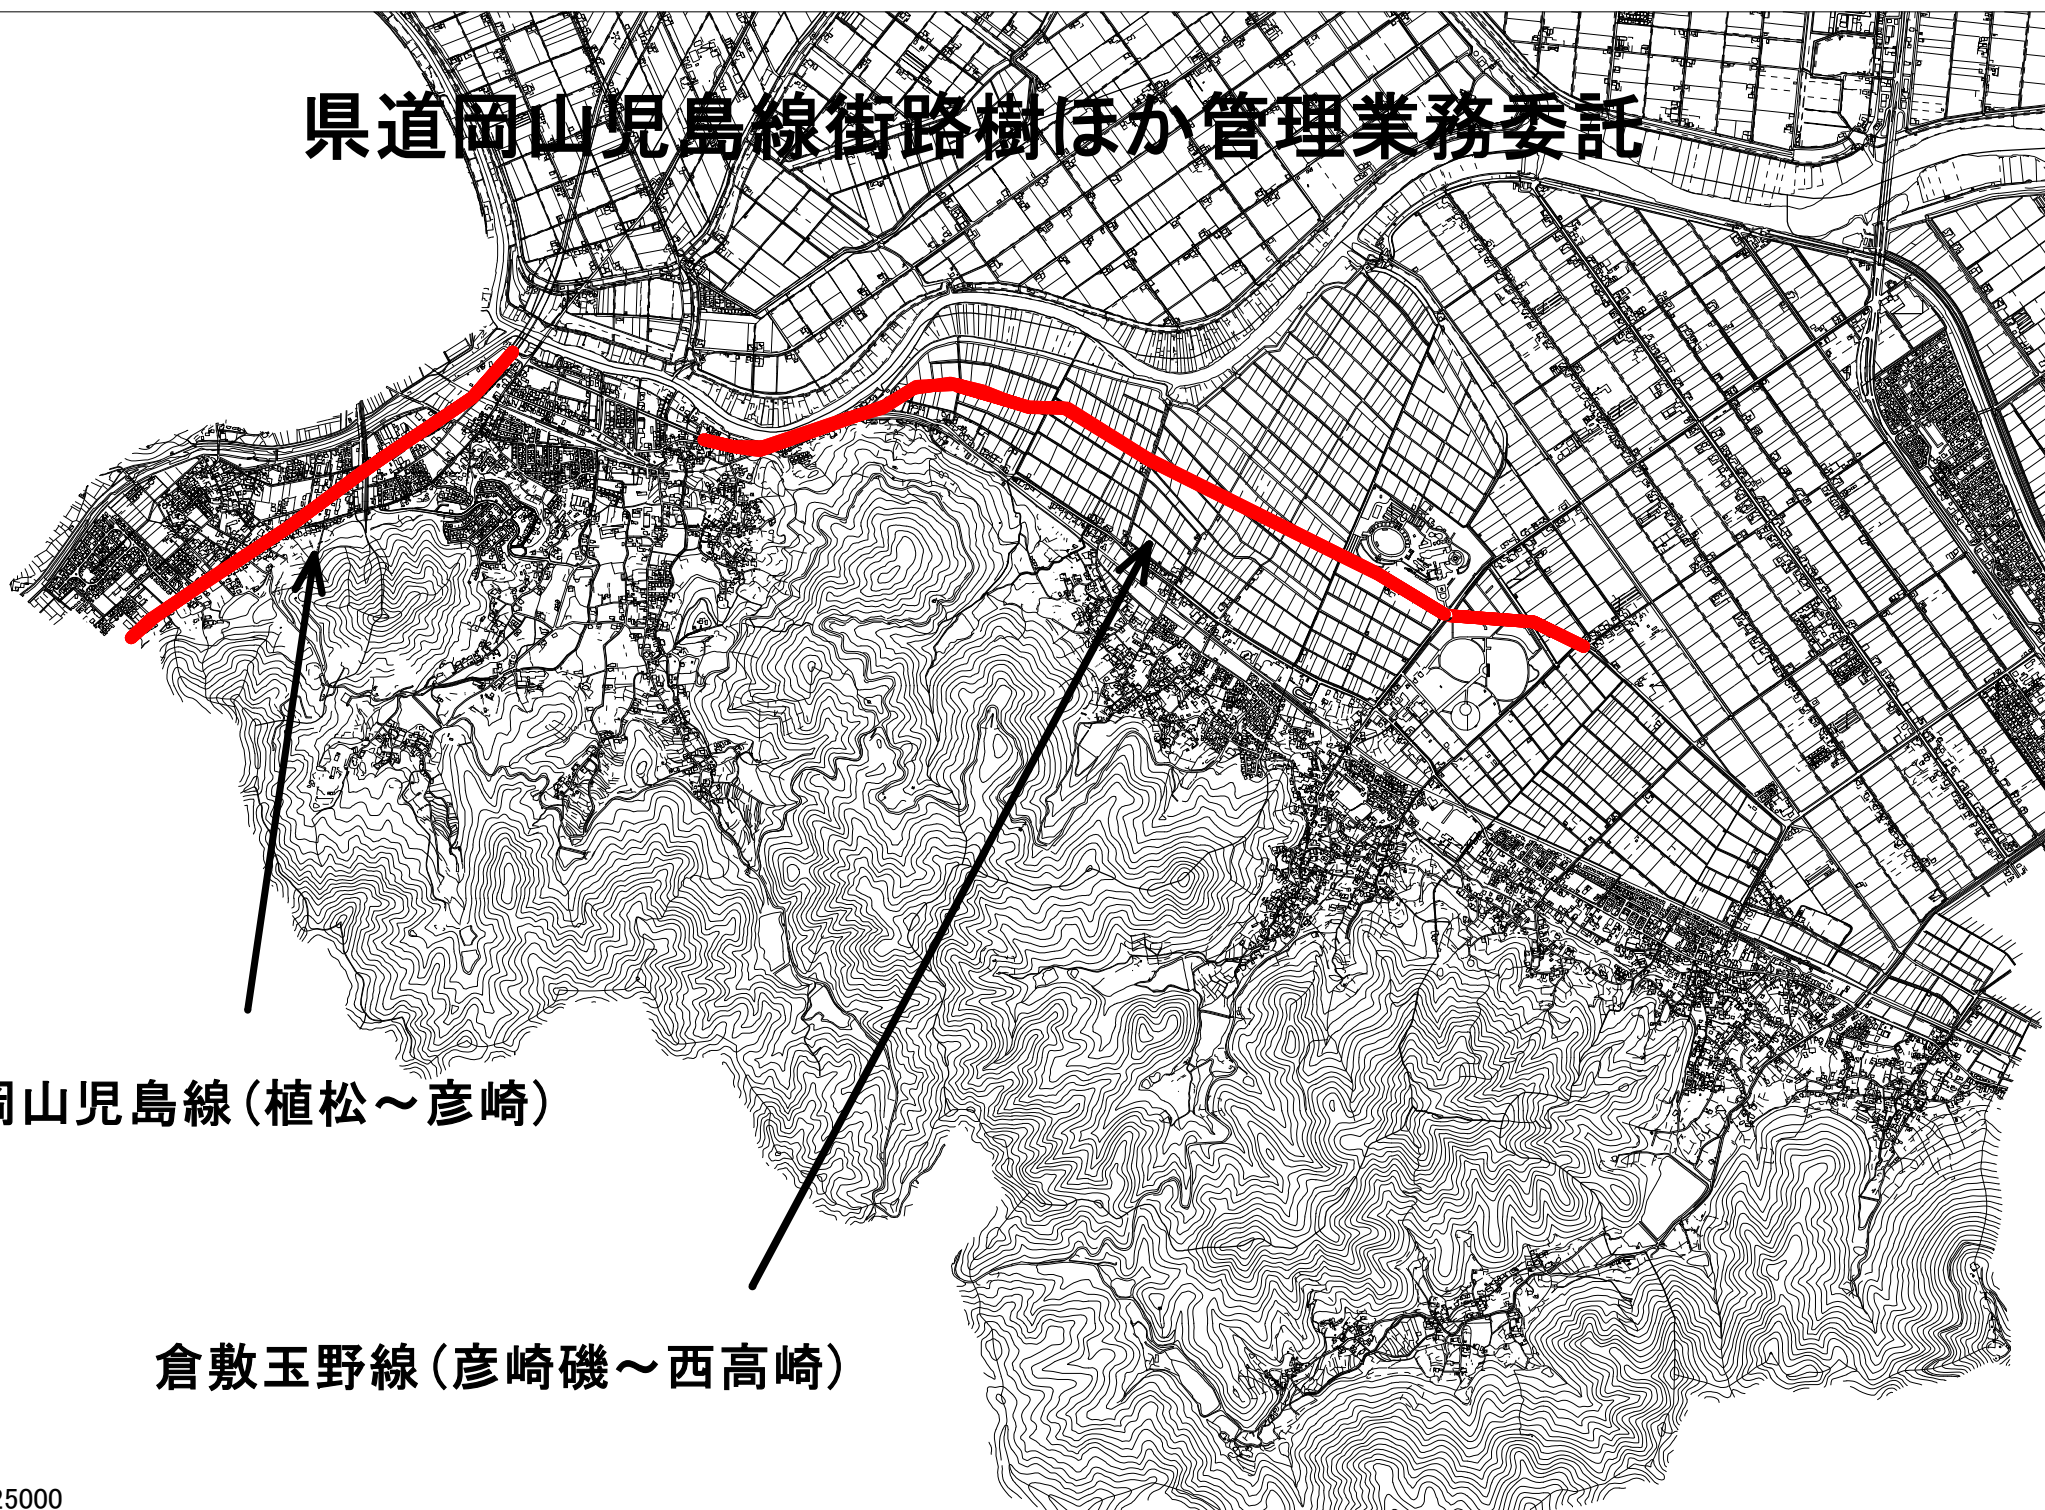 県道岡山児島線街路樹ほか管理業務委託
岡山児島線（植松～彦崎）
倉敷玉野線（彦崎磯～西高崎）
25000